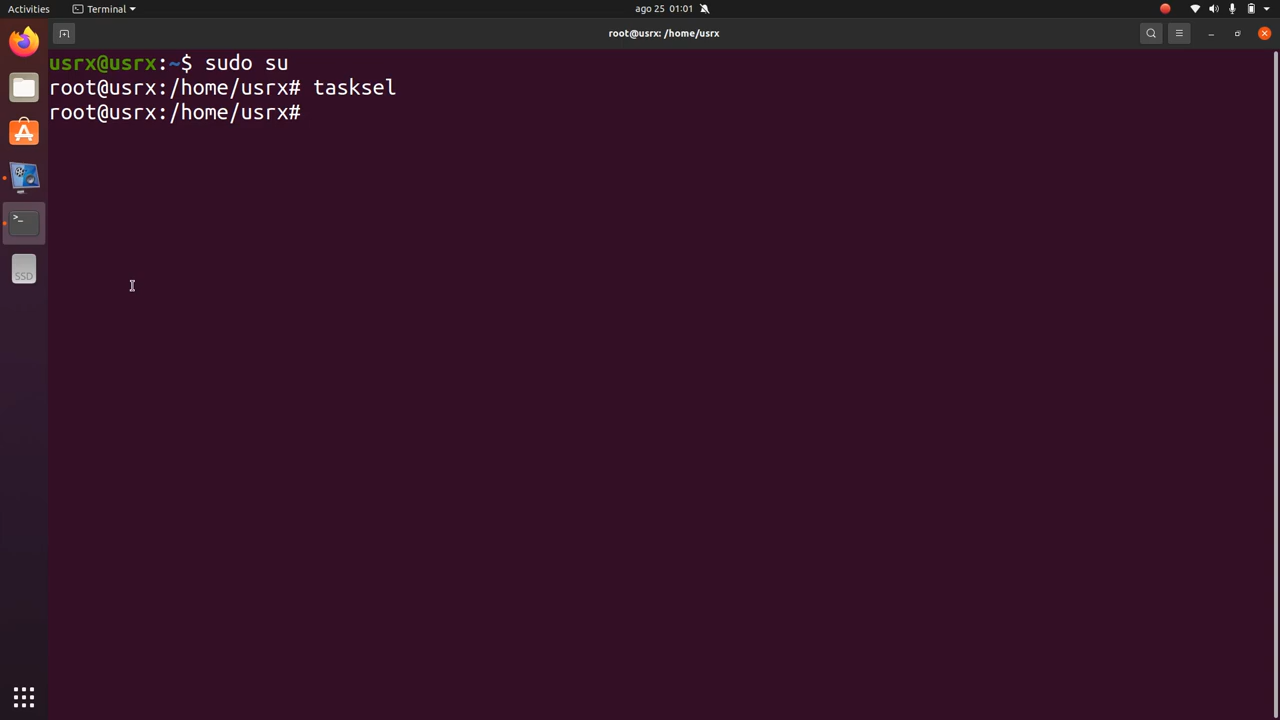 Activities
Terminal
ago 25 01:01
root@usrx: /home/usrx
usrx@usrx:~$ sudo su
root@usrx:/home/usrx# tasksel
root@usrx:/home/usrx#
>_
SSD